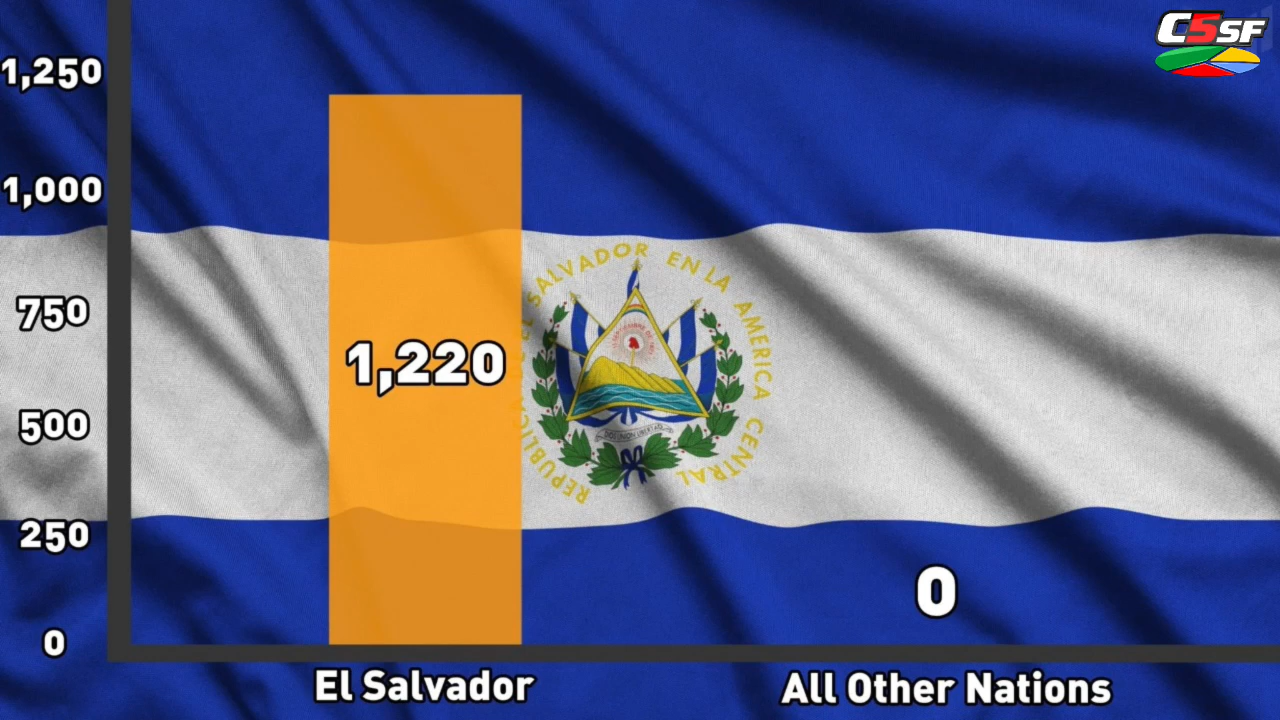 C5SF
1,250
1,000
750
500
250
0
1,220
REPUBLICA DE EL SALVADOR EN LA AMERICA CENTRAL
0
El Salvador
All Other Nations